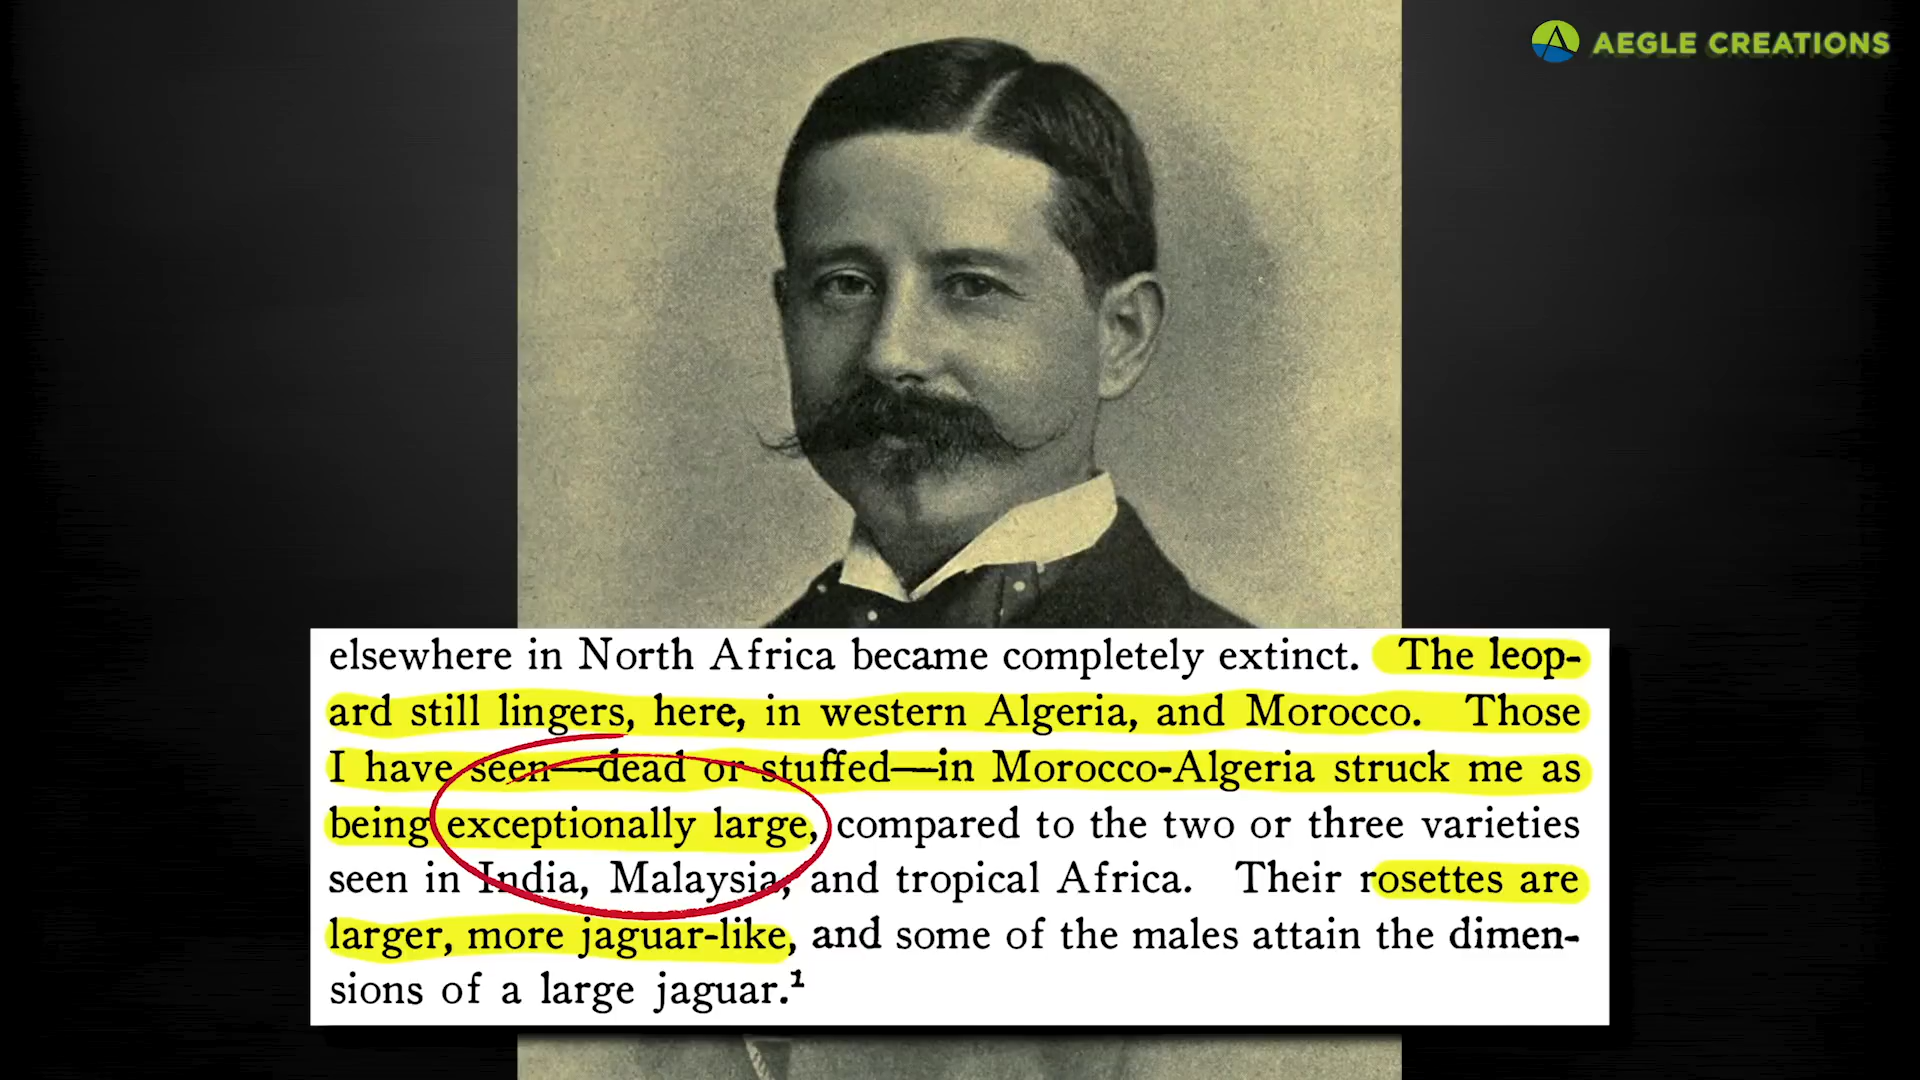 AEGLE CREATIONS
elsewhere in North Africa became completely extinct. The leop-
ard still lingers, here, in western Algeria, and Morocco. Those
I have seen—dead or stuffed—in Morocco-Algeria struck me as
being exceptionally large, compared to the two or three varieties
seen in India, Malaysia, and tropical Africa. Their rosettes are
larger, more jaguar-like, and some of the males attain the dimen-
sions of a large jaguar.¹